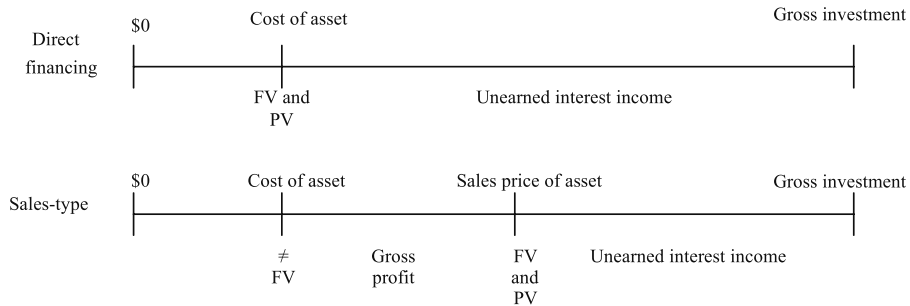 $0 Cost of asset Gross investment
Direct
financing
FV and Unearned interest income
PV
$0 Cost of asset Sales price of asset Gross investment
Sales-type
≠ Gross FV Unearned interest income
FV profit and
PV